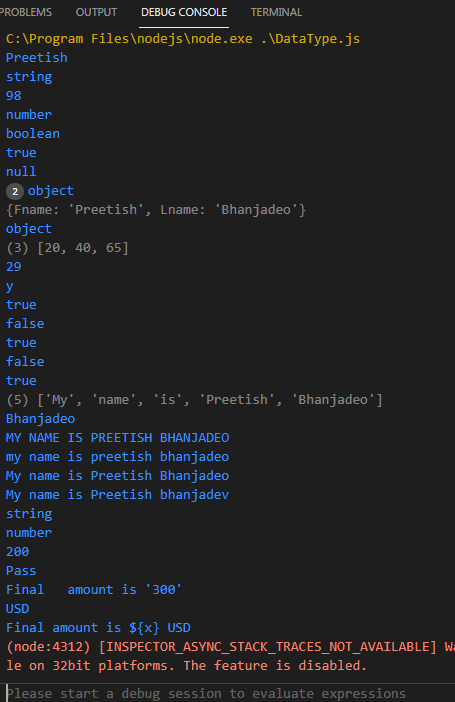 PROBLEMS OUTPUT DEBUG CONSOLE TERMINAL
C:\Program Files\nodejs\node.exe .\DataType.js
Preetish
string
98
number
boolean
true
null
2 object
{Fname: 'Preetish', Lname: 'Bhanjadeo'}
object
(3) [20, 40, 65]
29
y
true
false
true
false
true
(5) ['My', 'name', 'is', 'Preetish', 'Bhanjadeo']
Bhanjadeo
MY NAME IS PREETISH BHANJADEO
my name is preetish bhanjadeo
My name is Preetish Bhanjadeo
My name is Preetish bhanjadev
string
number
200
Pass
Final   amount is '300'
USD
Final amount is ${x} USD
(node:4312) [INSPECTOR_ASYNC_STACK_TRACES_NOT_AVAILABLE] Wa
le on 32bit platforms. The feature is disabled.
Please start a debug session to evaluate expressions